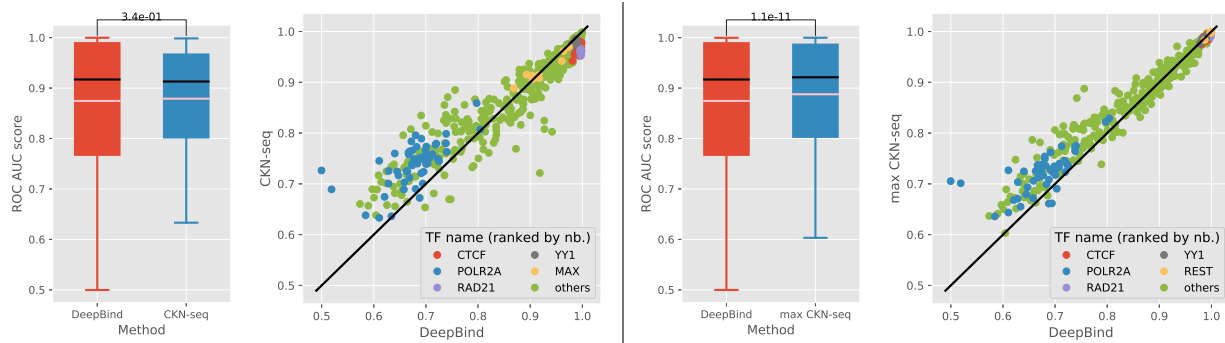 3.4e-01
ROC AUC score
1.0
0.9
0.8
0.7
0.6
0.5
DeepBind
CKN-seq
Method
CKN-seq
1.0
0.9
0.8
0.7
0.6
0.5
0.5
0.6
0.7
0.8
0.9
1.0
DeepBind
TF name (ranked by nb.)
CTCF
POLR2A
RAD21
YY1
MAX
others
1.1e-11
ROC AUC score
1.0
0.9
0.8
0.7
0.6
0.5
DeepBind
max CKN-seq
Method
max CKN-seq
1.0
0.9
0.8
0.7
0.6
0.5
0.5
0.6
0.7
0.8
0.9
1.0
DeepBind
TF name (ranked by nb.)
CTCF
POLR2A
RAD21
YY1
REST
others